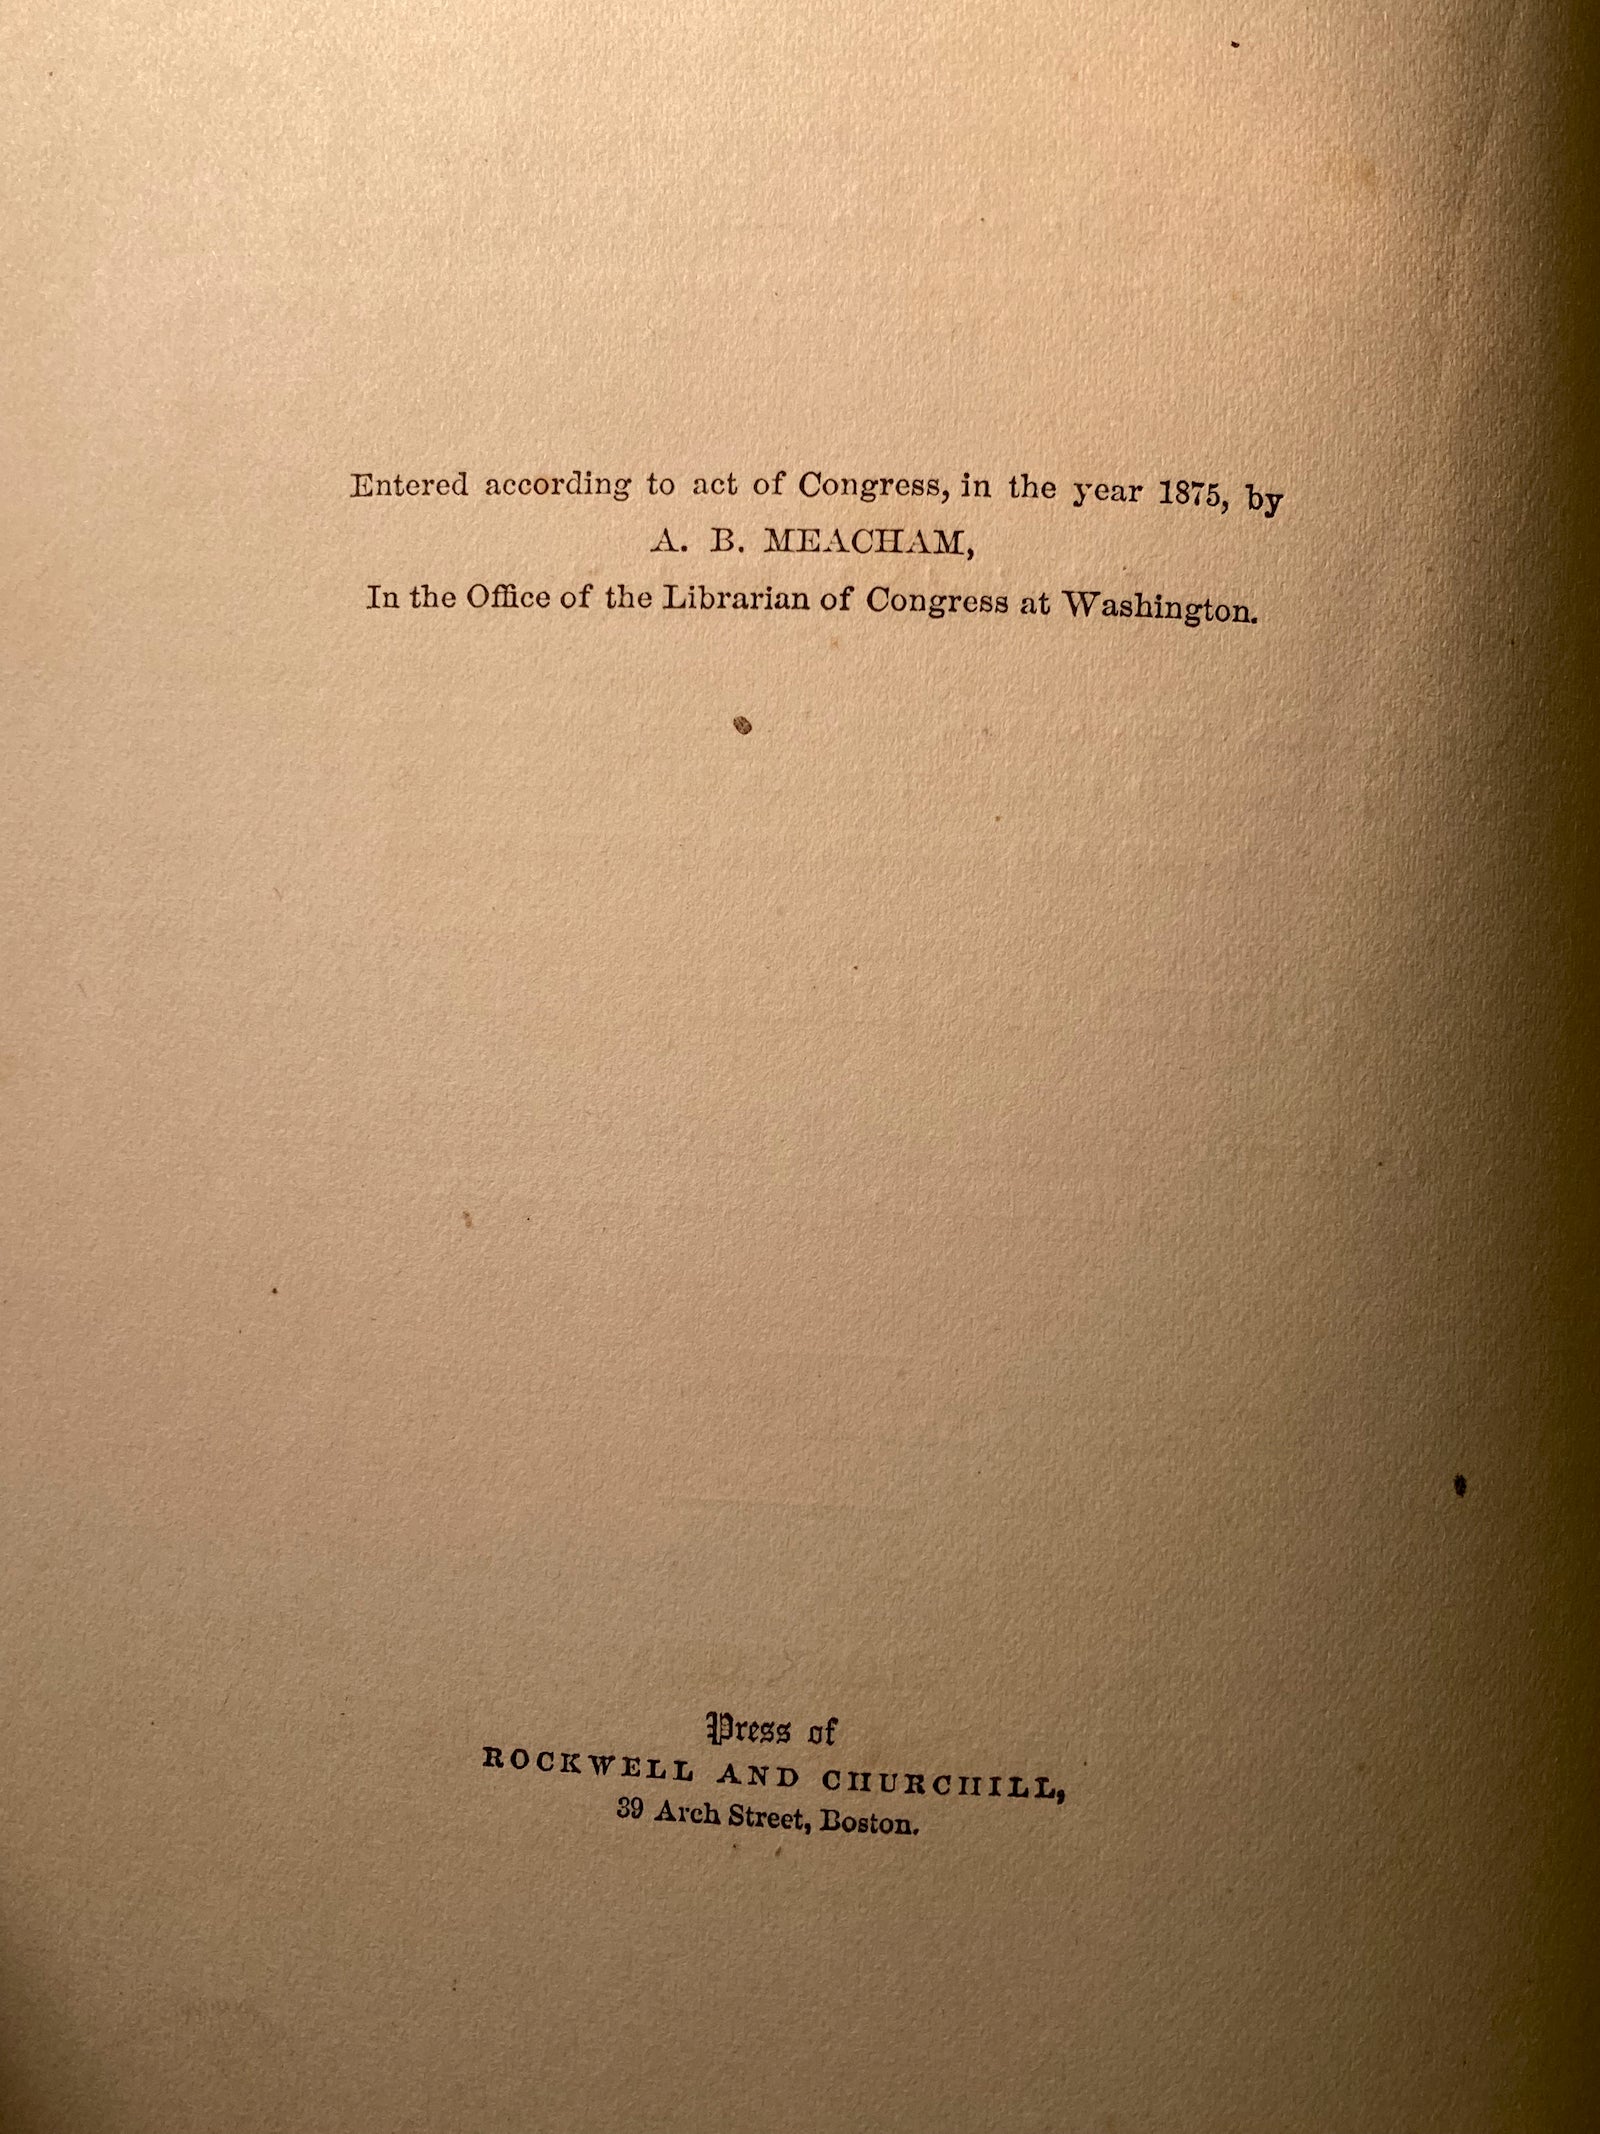 Entered according to act of Congress, in the year 1875, by
A. B. MEACHAM,
In the Office of the Librarian of Congress at Washington.
Press of
ROCKWELL AND CHURCHILL,
39 Arch Street, Boston.